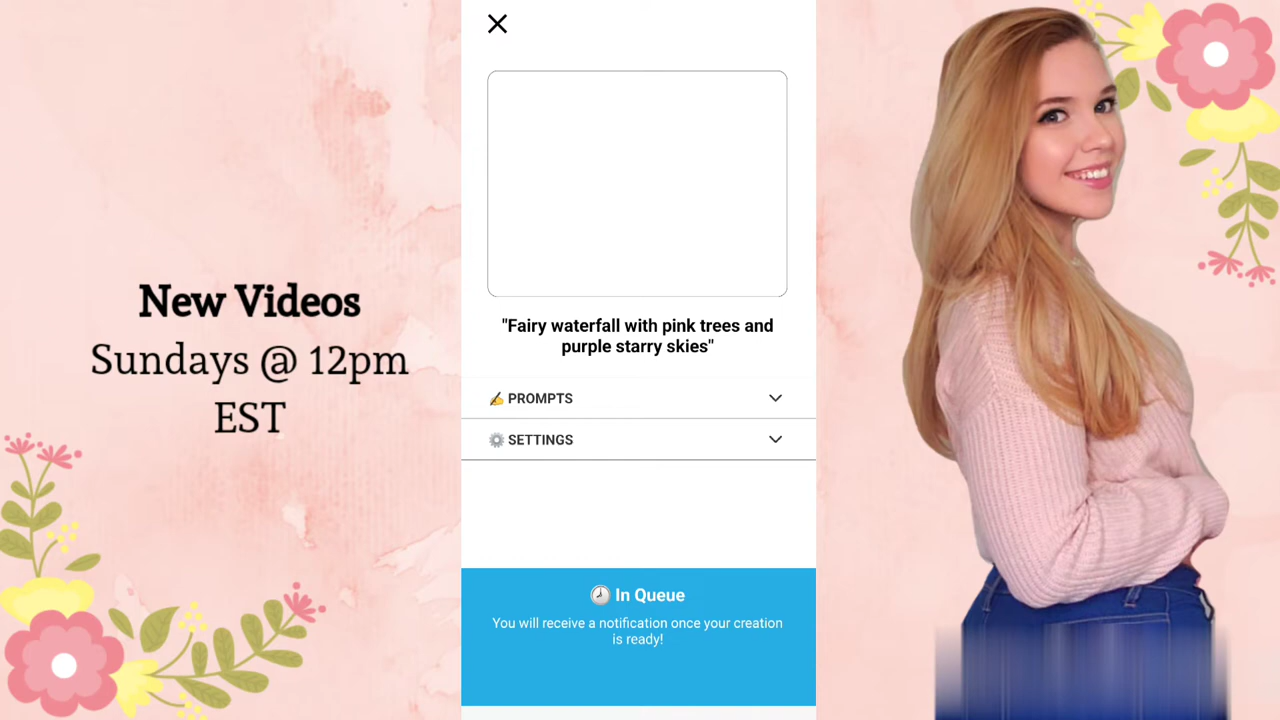 New Videos
Sundays @ 12pm
EST
"Fairy waterfall with pink trees and
purple starry skies"
✍️ PROMPTS
⚙️ SETTINGS
🕗 In Queue
You will receive a notification once your creation
is ready!